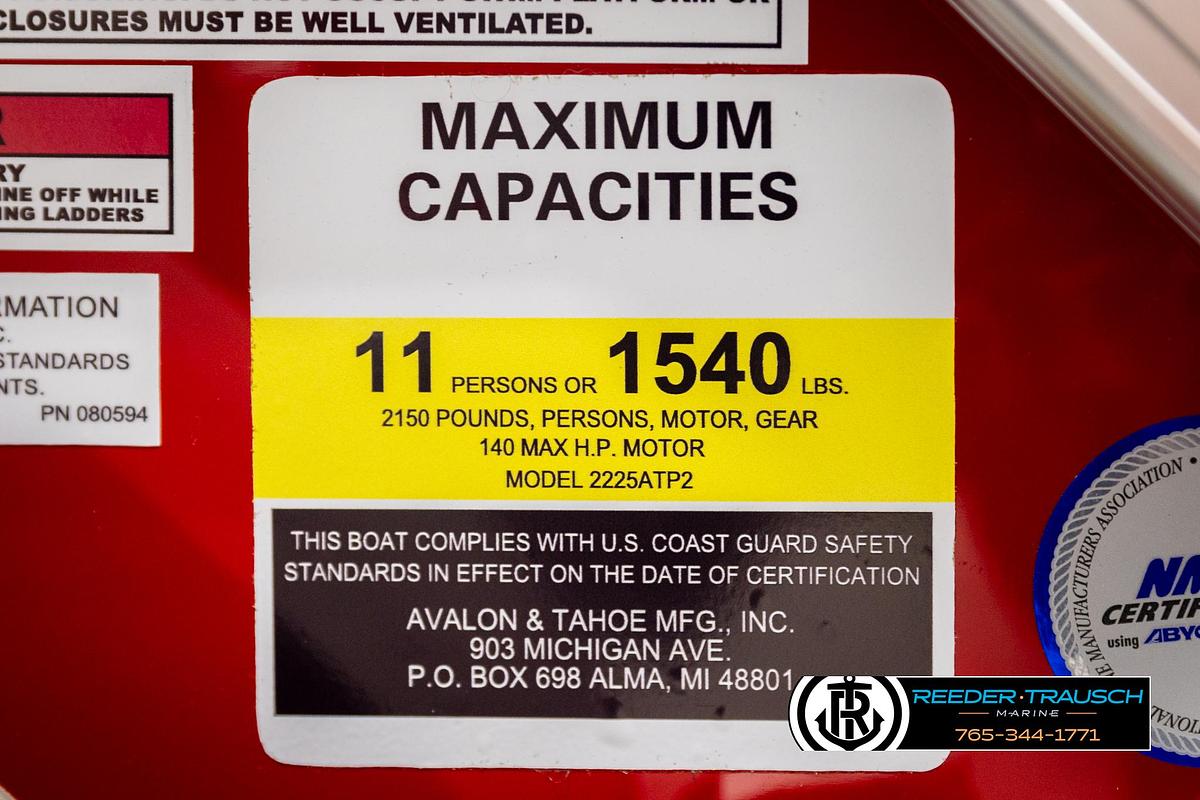 CLOSURES MUST BE WELL VENTILATED.
RY
INE OFF WHILE
ING LADDERS
RMATION
C.
STANDARDS
NTS.
PN 080594
MAXIMUM
CAPACITIES
11 PERSONS OR 1540 LBS.
2150 POUNDS, PERSONS, MOTOR, GEAR
140 MAX H.P. MOTOR
MODEL 2225ATP2
THIS BOAT COMPLIES WITH U.S. COAST GUARD SAFETY
STANDARDS IN EFFECT ON THE DATE OF CERTIFICATION
AVALON & TAHOE MFG., INC.
903 MICHIGAN AVE.
P.O. BOX 698 ALMA, MI 48801
MANUFACTURERS ASSOCIATION •
NM
CERTIF
using ABYC
R
REEDER·TRAUSCH
MARINE
765-344-1771